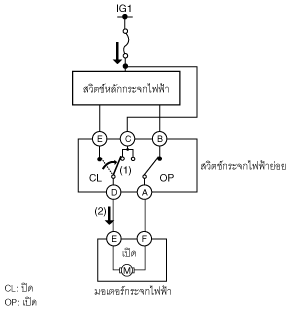 IG1
สวิตช์หลักกระจกไฟฟ้า
E
C
B
(1)
CL
OP
สวิตช์กระจกไฟฟ้าย่อย
D
A
(2)
E
F
เปิด
M
มอเตอร์กระจกไฟฟ้า
CL: ปิด
OP: เปิด